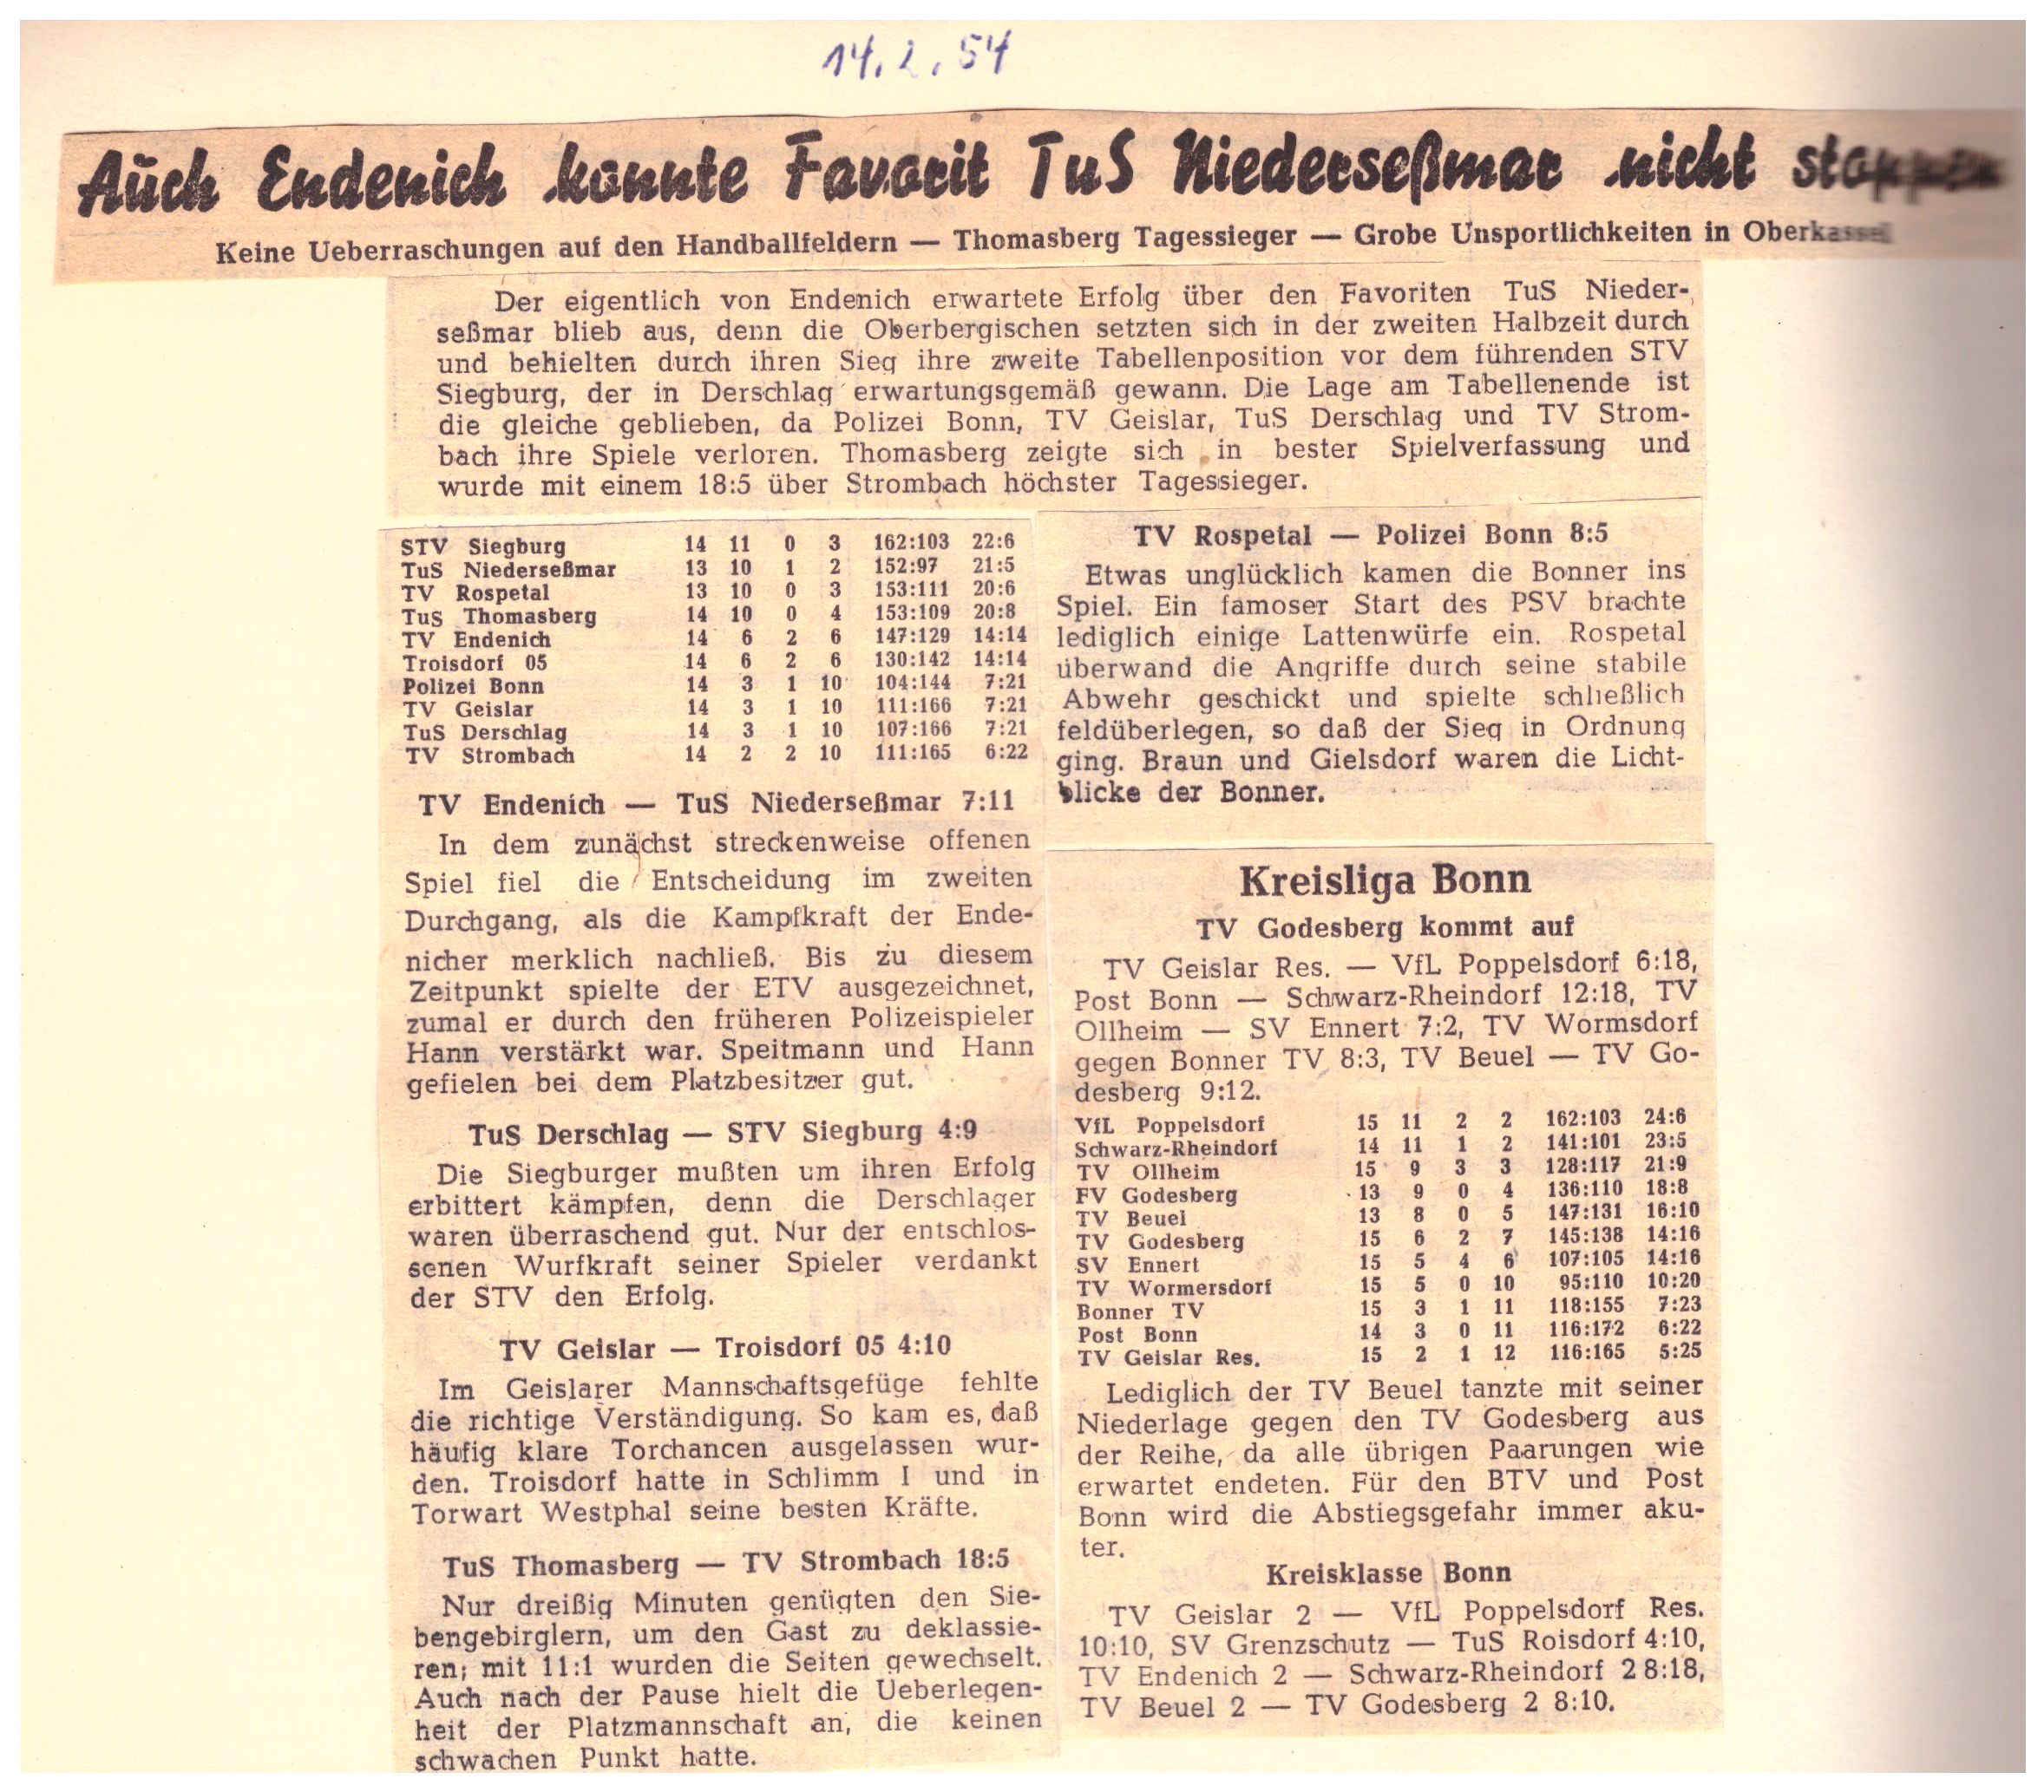 14.2.54
Auch Endenich konnte Favorit TuS Niederseßmar nicht stoppen
Keine Ueberraschungen auf den Handballfeldern — Thomasberg Tagessieger — Grobe Unsportlichkeiten in Oberkassel
Der eigentlich von Endenich erwartete Erfolg über den Favoriten TuS Nieder-
seßmar blieb aus, denn die Oberbergischen setzten sich in der zweiten Halbzeit durch
und behielten durch ihren Sieg ihre zweite Tabellenposition vor dem führenden STV
Siegburg, der in Derschlag erwartungsgemäß gewann. Die Lage am Tabellenende ist
die gleiche geblieben, da Polizei Bonn, TV Geislar, TuS Derschlag und TV Strom-
bach ihre Spiele verloren. Thomasberg zeigte sich in bester Spielverfassung und
wurde mit einem 18:5 über Strombach höchster Tagessieger.
STV Siegburg 14 11 0 3 162:103 22:6
TuS Niederseßmar 13 10 1 2 152:97 21:5
TV Rospetal 13 10 0 3 153:111 20:6
TuS Thomasberg 14 10 0 4 153:109 20:8
TV Endenich 14 6 2 6 147:129 14:14
Troisdorf 05 14 6 2 6 130:142 14:14
Polizei Bonn 14 3 1 10 104:144 7:21
TV Geislar 14 3 1 10 111:166 7:21
TuS Derschlag 14 3 1 10 107:166 7:21
TV Strombach 14 2 2 10 111:165 6:22
TV Endenich — TuS Niederseßmar 7:11
In dem zunächst streckenweise offenen
Spiel fiel die Entscheidung im zweiten
Durchgang, als die Kampfkraft der Ende-
nicher merklich nachließ. Bis zu diesem
Zeitpunkt spielte der ETV ausgezeichnet,
zumal er durch den früheren Polizeispieler
Hann verstärkt war. Speitmann und Hann
gefielen bei dem Platzbesitzer gut.
TuS Derschlag — STV Siegburg 4:9
Die Siegburger mußten um ihren Erfolg
erbittert kämpfen, denn die Derschlager
waren überraschend gut. Nur der entschlos-
senen Wurfkraft seiner Spieler verdankt
der STV den Erfolg.
TV Geislar — Troisdorf 05 4:10
Im Geislarer Mannschaftsgefüge fehlte
die richtige Verständigung. So kam es, daß
häufig klare Torchancen ausgelassen wur-
den. Troisdorf hatte in Schlimm I und in
Torwart Westphal seine besten Kräfte.
TuS Thomasberg — TV Strombach 18:5
Nur dreißig Minuten genügten den Sie-
bengebirglern, um den Gast zu deklassie-
ren; mit 11:1 wurden die Seiten gewechselt.
Auch nach der Pause hielt die Ueberlegen-
heit der Platzmannschaft an, die keinen
schwachen Punkt hatte.
TV Rospetal — Polizei Bonn 8:5
Etwas unglücklich kamen die Bonner ins
Spiel. Ein famoser Start des PSV brachte
lediglich einige Lattenwürfe ein. Rospetal
überwand die Angriffe durch seine stabile
Abwehr geschickt und spielte schließlich
feldüberlegen, so daß der Sieg in Ordnung
ging. Braun und Gielsdorf waren die Licht-
blicke der Bonner.
Kreisliga Bonn
TV Godesberg kommt auf
TV Geislar Res. — VfL Poppelsdorf 6:18,
Post Bonn — Schwarz-Rheindorf 12:18, TV
Ollheim — SV Ennert 7:2, TV Wormsdorf
gegen Bonner TV 8:3, TV Beuel — TV Go-
desberg 9:12.
VfL Poppelsdorf 15 11 2 2 162:103 24:6
Schwarz-Rheindorf 14 11 1 2 141:101 23:5
TV Ollheim 15 9 3 3 128:117 21:9
FV Godesberg 13 9 0 4 136:110 18:8
TV Beuel 13 8 0 5 147:131 16:10
TV Godesberg 15 6 2 7 145:138 14:16
SV Ennert 15 5 4 6 107:105 14:16
TV Wormersdorf 15 5 0 10 95:110 10:20
Bonner TV 15 3 1 11 118:155 7:23
Post Bonn 14 3 0 11 116:172 6:22
TV Geislar Res. 15 2 1 12 116:165 5:25
Lediglich der TV Beuel tanzte mit seiner
Niederlage gegen den TV Godesberg aus
der Reihe, da alle übrigen Paarungen wie
erwartet endeten. Für den BTV und Post
Bonn wird die Abstiegsgefahr immer aku-
ter.
Kreisklasse Bonn
TV Geislar 2 — VfL Poppelsdorf Res.
10:10, SV Grenzschutz — TuS Roisdorf 4:10,
TV Endenich 2 — Schwarz-Rheindorf 2 8:18,
TV Beuel 2 — TV Godesberg 2 8:10.